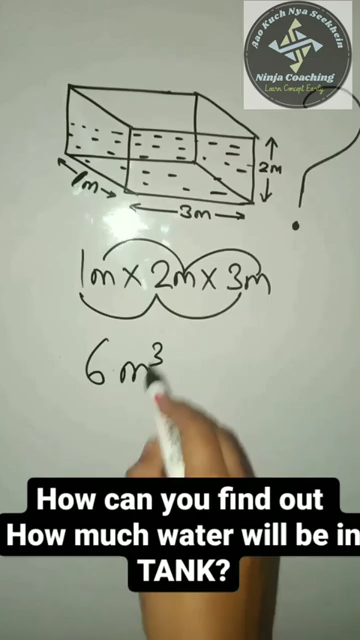 Aao Kuch Nya Seekhein
Ninja Coaching
Learn Concept Easily
1m
2m
3m
?
1m × 2m × 3m
6 m³
How can you find out
How much water will be in
TANK?